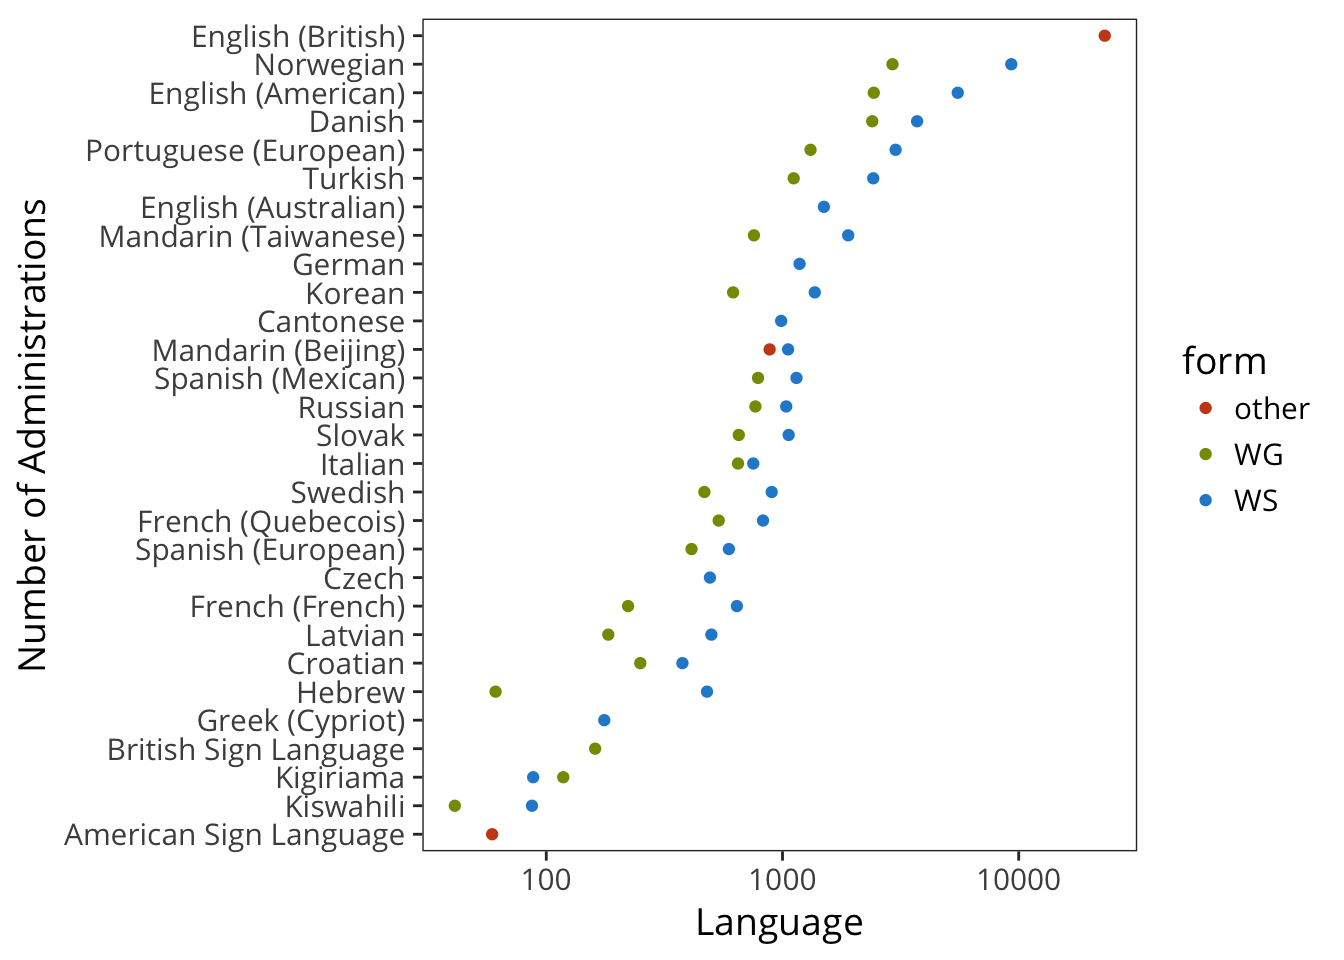 English (British)
Norwegian
English (American)
Danish
Portuguese (European)
Turkish
English (Australian)
Mandarin (Taiwanese)
German
Korean
Cantonese
Mandarin (Beijing)
Spanish (Mexican)
Russian
Slovak
Italian
Swedish
French (Quebecois)
Spanish (European)
Czech
French (French)
Latvian
Croatian
Hebrew
Greek (Cypriot)
British Sign Language
Kigiriama
Kiswahili
American Sign Language
Number of Administrations
100 1000 10000
Language
form
other
WG
WS